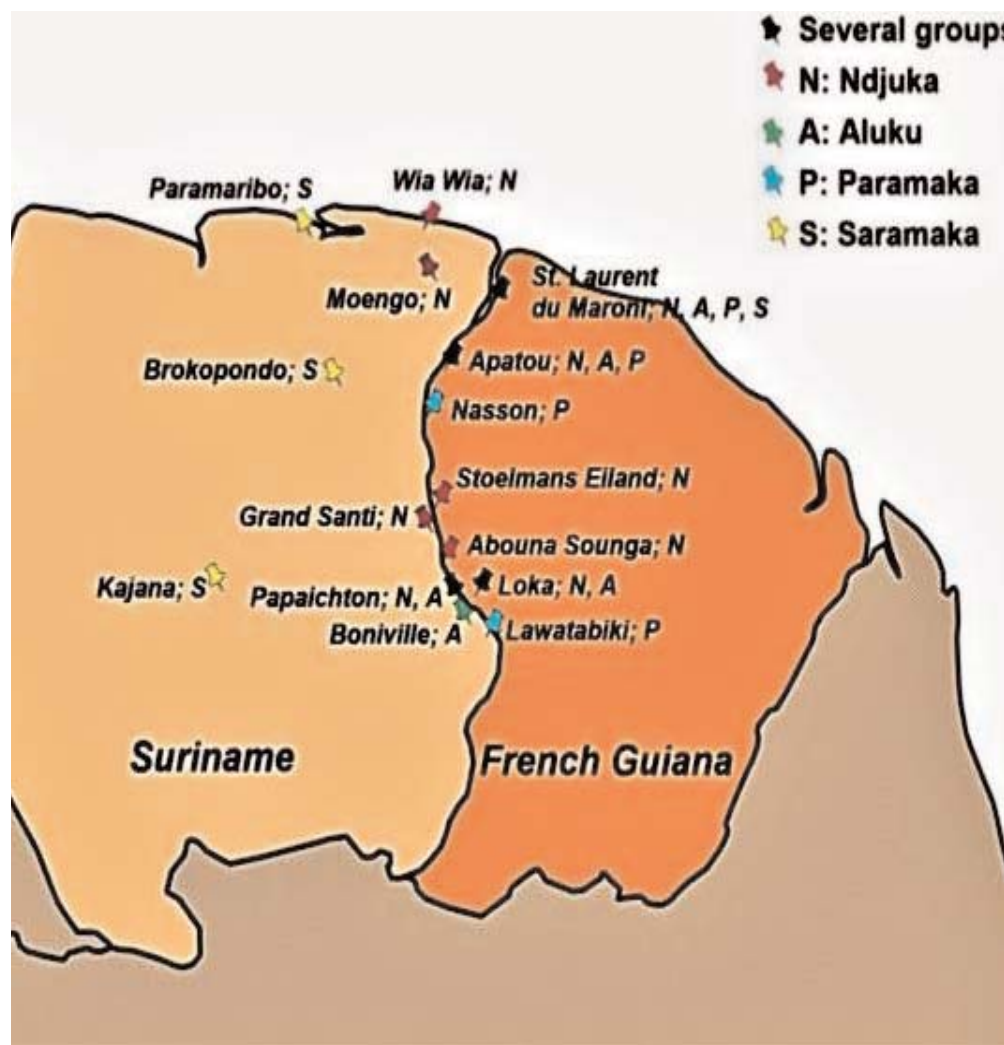 Several groups
N: Ndjuka
A: Aluku
P: Paramaka
S: Saramaka
Paramaribo; S
Wia Wia; N
Moengo; N
St. Laurent
du Maroni; N, A, P, S
Brokopondo; S
Apatou; N, A, P
Nasson; P
Stoelmans Eiland; N
Grand Santi; N
Abouna Sounga; N
Kajana; S
Loka; N, A
Papaichton; N, A
Boniville; A
Lawatabiki; P
Suriname
French Guiana